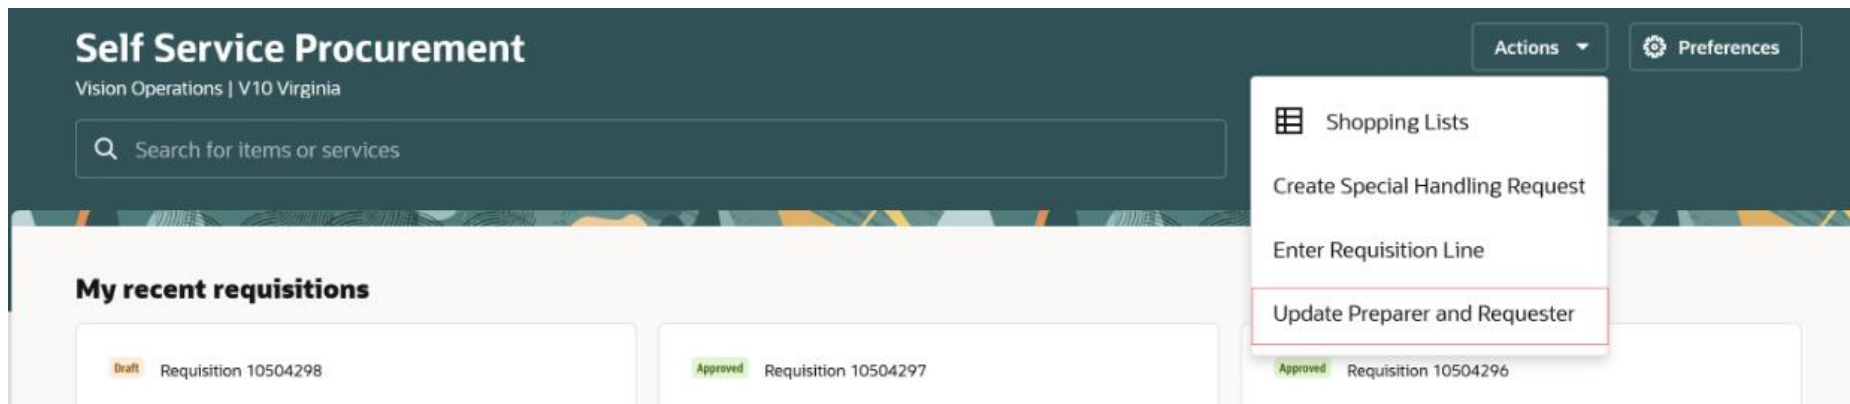 Self Service Procurement
Vision Operations | V10 Virginia
Actions
Preferences
Search for items or services
Shopping Lists
Create Special Handling Request
Enter Requisition Line
Update Preparer and Requester
My recent requisitions
Draft Requisition 10504298
Approved Requisition 10504297
Approved Requisition 10504296